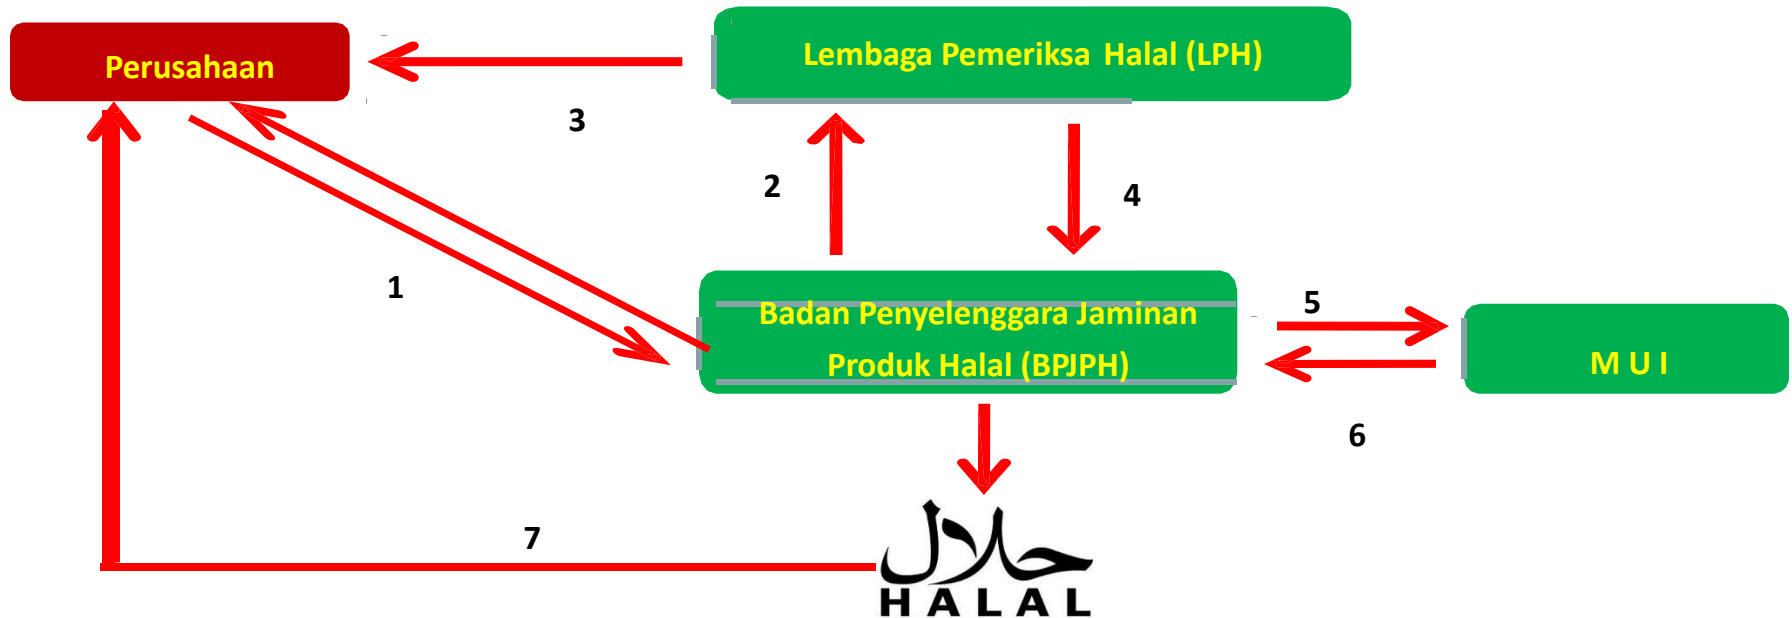 Perusahaan
Lembaga Pemeriksa Halal (LPH)
3
2
4
1
Badan Penyelenggara Jaminan
Produk Halal (BPJPH)
5
M U I
6
7
حلال
HALAL